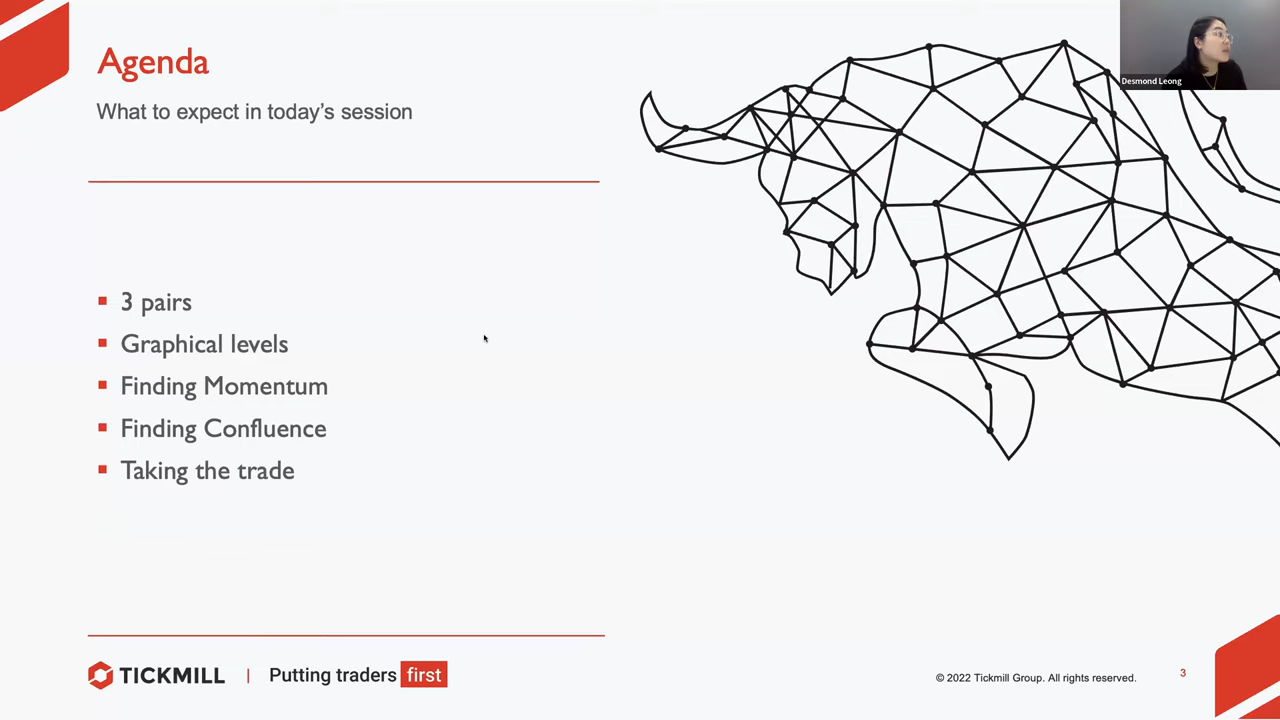 Agenda
What to expect in today's session
Desmond Leong
3 pairs
Graphical levels
Finding Momentum
Finding Confluence
Taking the trade
TICKMILL | Putting traders first
© 2022 Tickmill Group. All rights reserved.
3